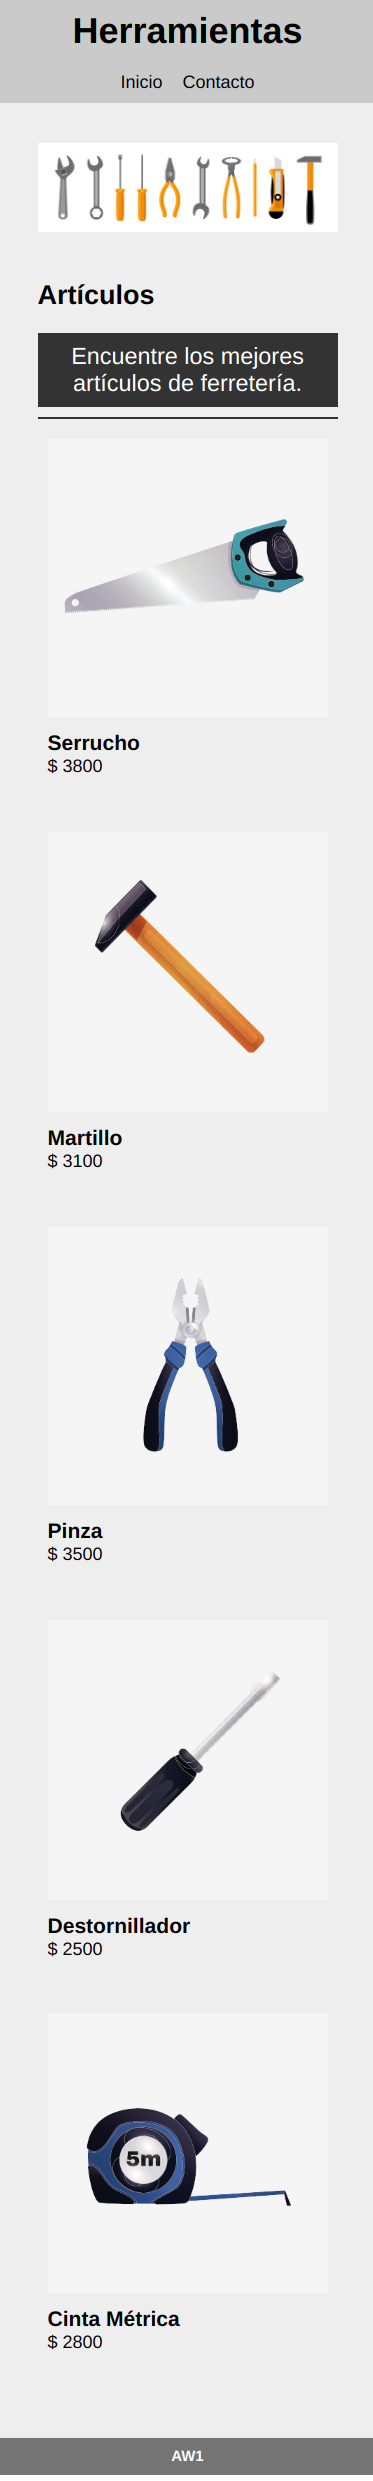 Herramientas
Inicio Contacto
Artículos
Encuentre los mejores
artículos de ferretería.
Serrucho
$ 3800
Martillo
$ 3100
Pinza
$ 3500
Destornillador
$ 2500
5m
Cinta Métrica
$ 2800
AW1